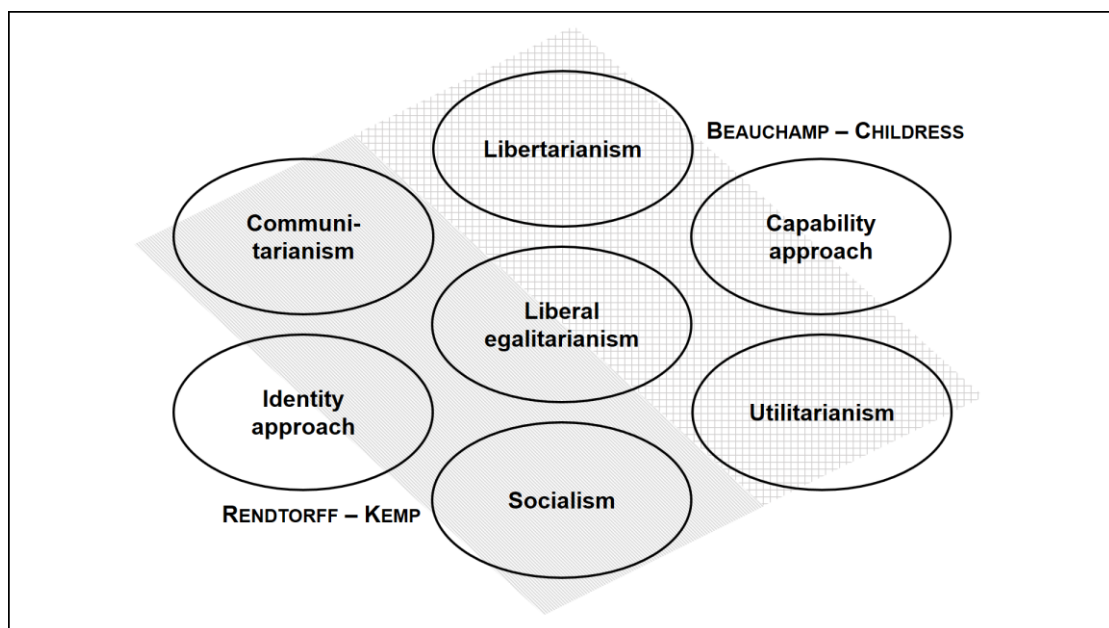 Libertarianism
BEAUCHAMP – CHILDRESS
Communi-
tarianism
Capability
approach
Liberal
egalitarianism
Identity
approach
Utilitarianism
Socialism
RENDTORFF – KEMP